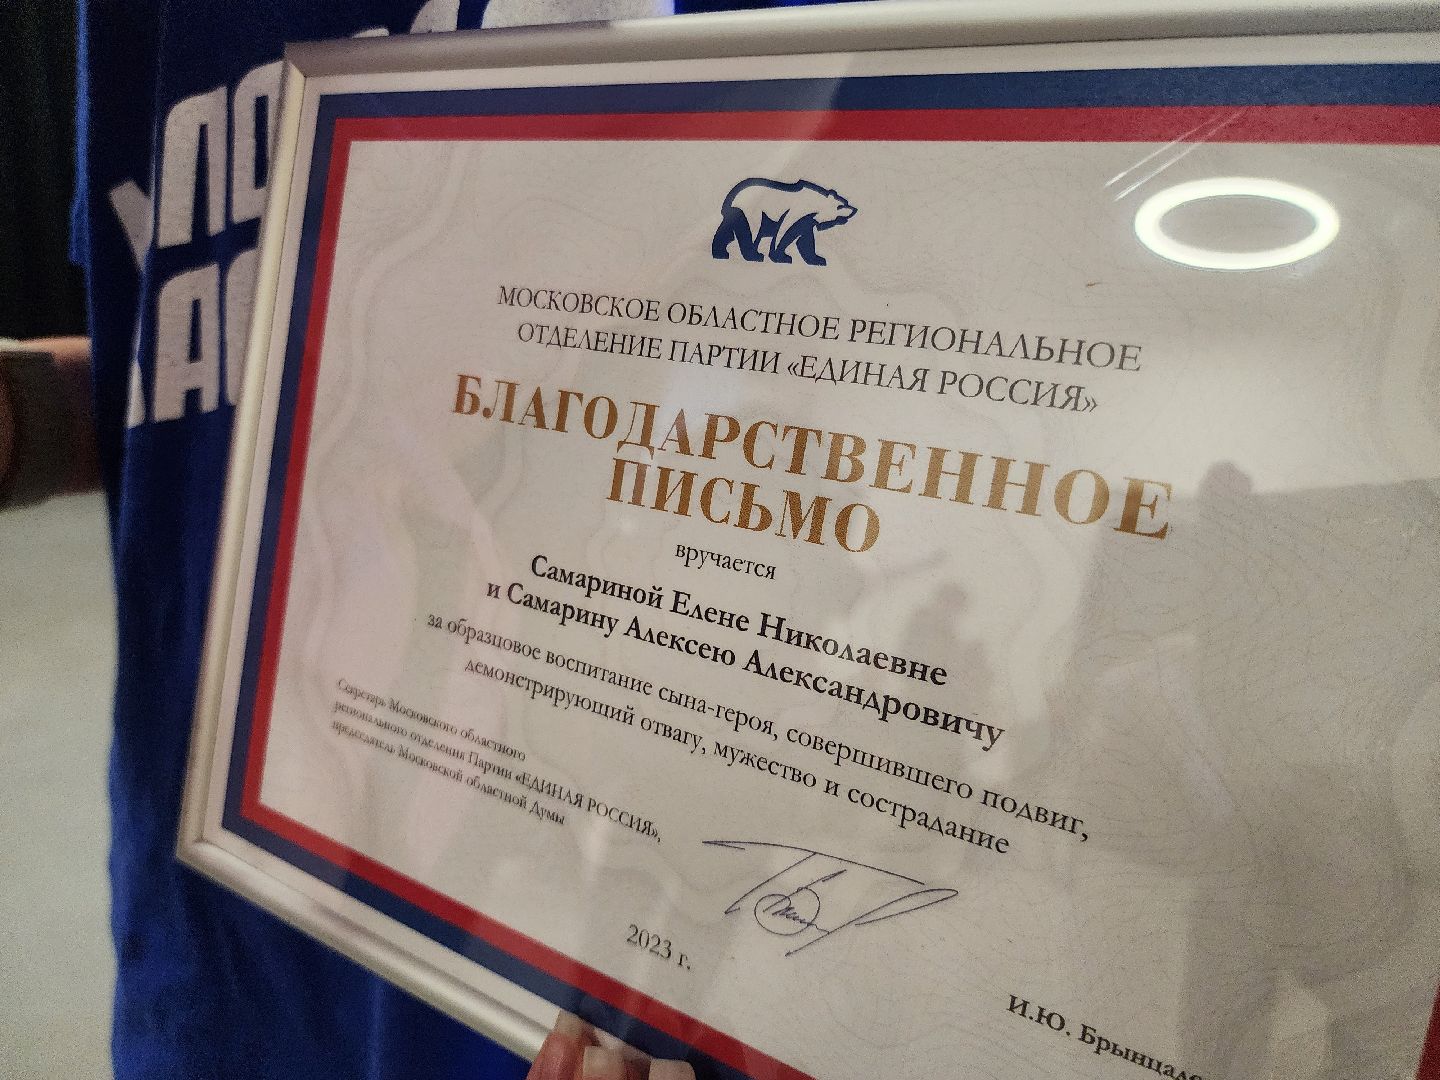 МОСКОВСКОЕ ОБЛАСТНОЕ РЕГИОНАЛЬНОЕ
ОТДЕЛЕНИЕ ПАРТИИ «ЕДИНАЯ РОССИЯ»
БЛАГОДАРСТВЕННОЕ
ПИСЬМО
вручается
Самариной Елене Николаевне
и Самарину Алексею Александровичу
за образцовое воспитание сына-героя, совершившего подвиг,
демонстрирующий отвагу, мужество и сострадание
Секретарь Московского областного
регионального отделения Партии «ЕДИНАЯ РОССИЯ»,
председатель Московской областной Думы
2023 г.
И.Ю.